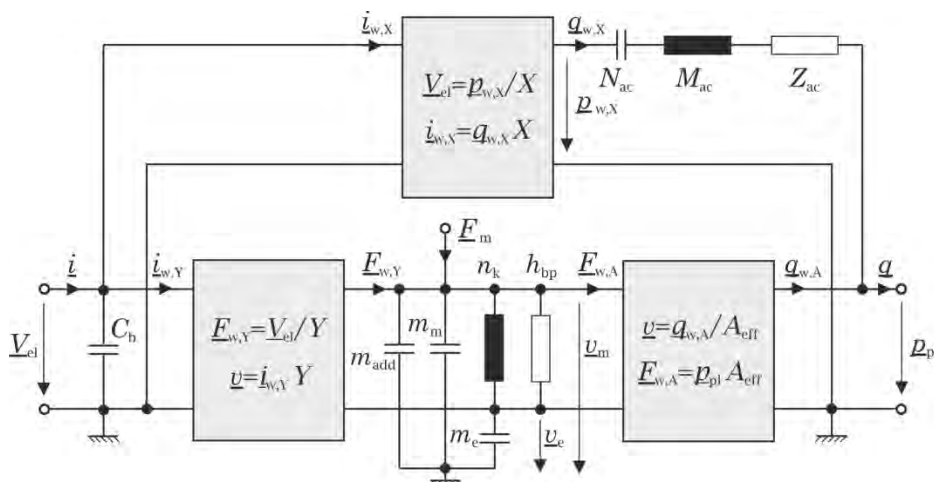 i_w,X
q_w,X
N_ac
M_ac
Z_ac
V_el=p_w,X/X
i_w,X=q_w,X X
p_w,X
F_m
i
i_w,Y
F_w,Y
n_k
h_bp
F_w,A
q_w,A
q
V_el
C_b
F_w,Y=V_el/Y
v=i_w,Y Y
m_add
m_m
v_m
v=q_w,A/A_eff
F_w,A=p_pl A_eff
p_p
m_e
v_e